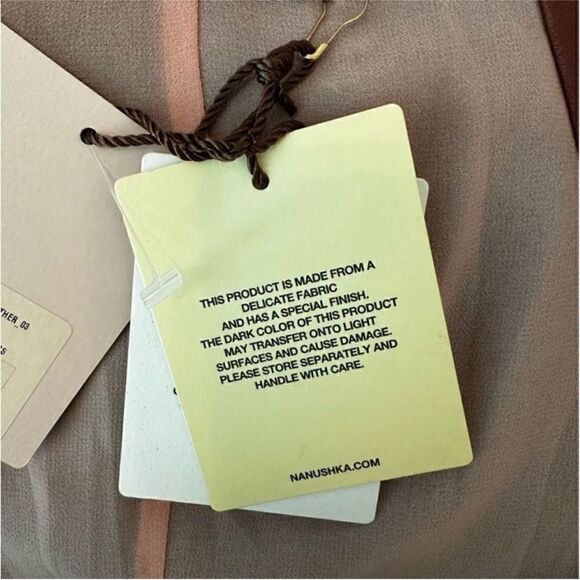 THIS PRODUCT IS MADE FROM A
DELICATE FABRIC
AND HAS A SPECIAL FINISH.
THE DARK COLOR OF THIS PRODUCT
MAY TRANSFER ONTO LIGHT
SURFACES AND CAUSE DAMAGE.
PLEASE STORE SEPARATELY AND
HANDLE WITH CARE.
NANUSHKA.COM
THER_03